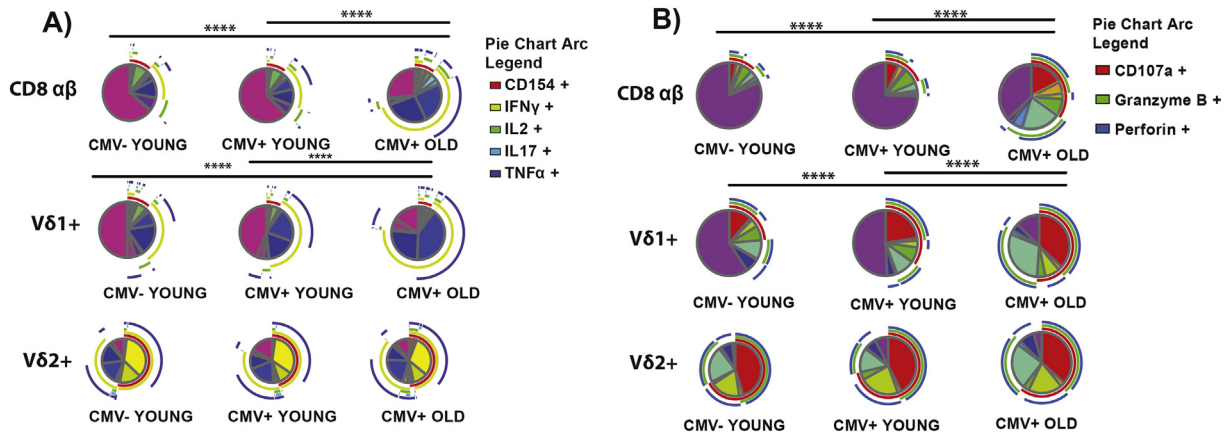 A)
****
****
CD8 αβ
CMV- YOUNG
CMV+ YOUNG
CMV+ OLD
Pie Chart Arc
Legend
CD154 +
IFNγ +
IL2 +
IL17 +
TNFα +
****
****
Vδ1+
CMV- YOUNG
CMV+ YOUNG
CMV+ OLD
Vδ2+
CMV- YOUNG
CMV+ YOUNG
CMV+ OLD
B)
****
****
CD8 αβ
CMV- YOUNG
CMV+ YOUNG
CMV+ OLD
Pie Chart Arc
Legend
CD107a +
Granzyme B +
Perforin +
****
****
Vδ1+
CMV- YOUNG
CMV+ YOUNG
CMV+ OLD
Vδ2+
CMV- YOUNG
CMV+ YOUNG
CMV+ OLD